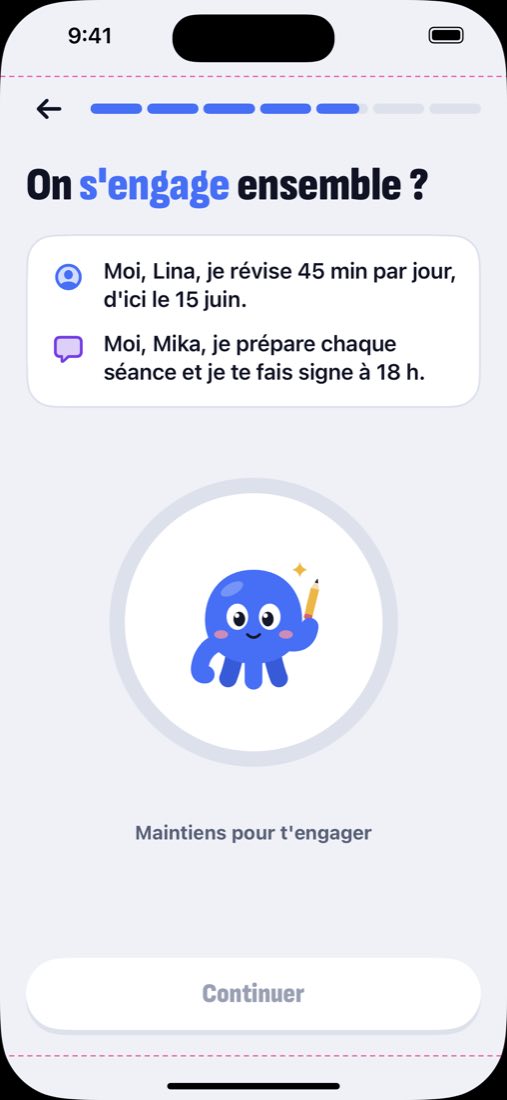 9:41
On s'engage ensemble ?
Moi, Lina, je révise 45 min par jour,
d'ici le 15 juin.
Moi, Mika, je prépare chaque
séance et je te fais signe à 18 h.
Maintiens pour t'engager
Continuer